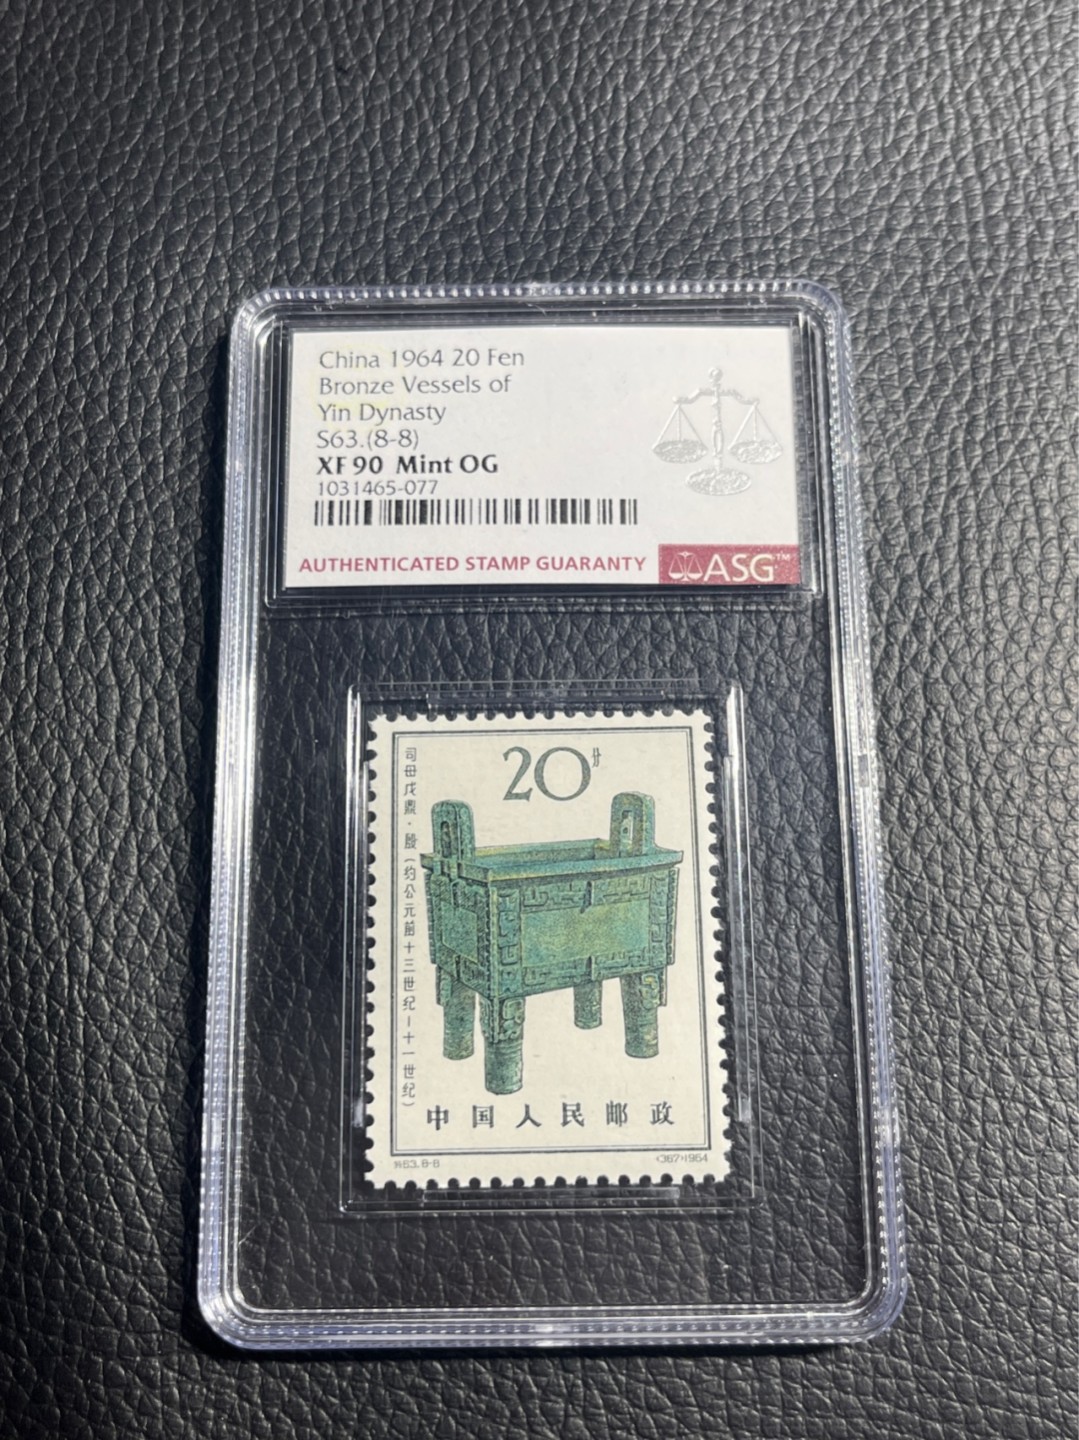 China 1964 20 Fen
Bronze Vessels of
Yin Dynasty
S63.(8-8)
XF 90 Mint OG
1031465-077
AUTHENTICATED STAMP GUARANTY
ASG™
20分
司母戊鼎·殷(约公元前十三世纪—十一世纪)
中国人民邮政
特63.8-8
(367)1964